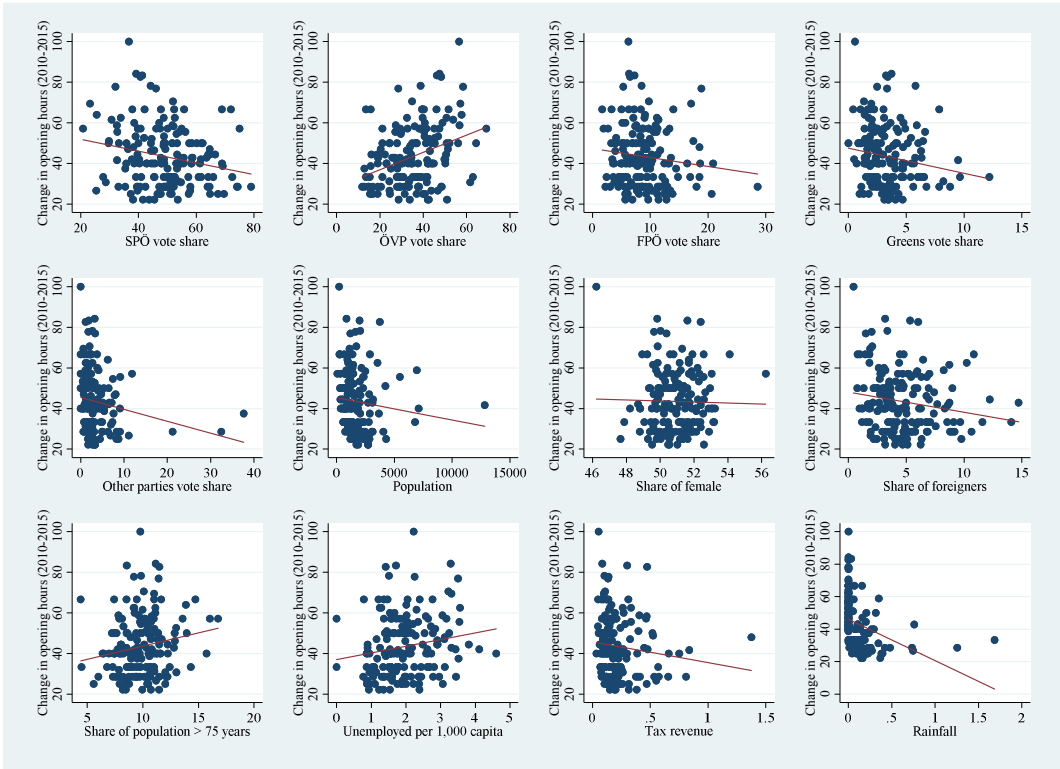 Change in opening hours (2010-2015)
20 40 60 80 100
20 40 60 80
SPÖ vote share
Change in opening hours (2010-2015)
20 40 60 80 100
0 20 40 60 80
ÖVP vote share
Change in opening hours (2010-2015)
20 40 60 80 100
0 10 20 30
FPÖ vote share
Change in opening hours (2010-2015)
20 40 60 80 100
0 5 10 15
Greens vote share
Change in opening hours (2010-2015)
20 40 60 80 100
0 10 20 30 40
Other parties vote share
Change in opening hours (2010-2015)
20 40 60 80 100
0 5000 10000 15000
Population
Change in opening hours (2010-2015)
20 40 60 80 100
46 48 50 52 54 56
Share of female
Change in opening hours (2010-2015)
20 40 60 80 100
0 5 10 15
Share of foreigners
Change in opening hours (2010-2015)
20 40 60 80 100
5 10 15 20
Share of population > 75 years
Change in opening hours (2010-2015)
20 40 60 80 100
0 1 2 3 4 5
Unemployed per 1,000 capita
Change in opening hours (2010-2015)
20 40 60 80 100
0 .5 1 1.5
Tax revenue
Change in opening hours (2010-2015)
0 20 40 60 80 100
0 .5 1 1.5 2
Rainfall